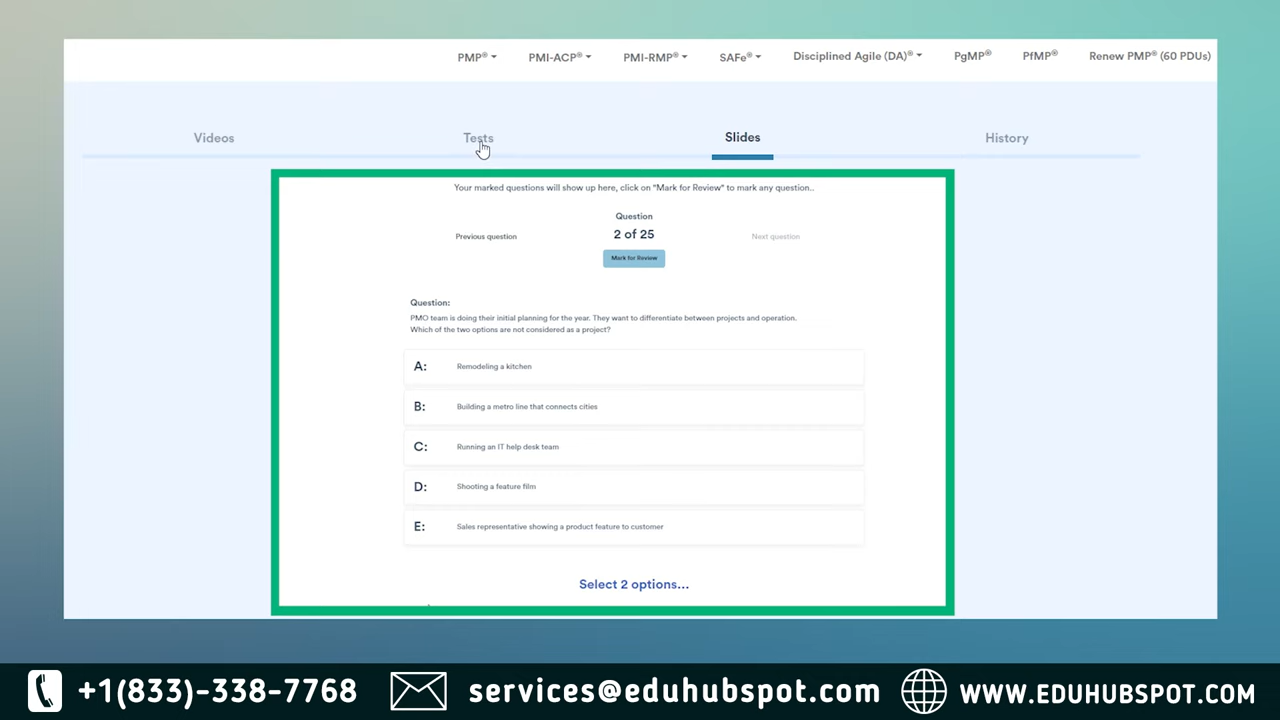 PMP® PMI-ACP® PMI-RMP® SAFe® Disciplined Agile (DA)® PgMP® PfMP® Renew PMP® (60 PDUs)
Videos Tests Slides History
Your marked questions will show up here, click on "Mark for Review" to mark any question..
Question
Previous question 2 of 25 Next question
Mark for Review
Question:
PMO team is doing their initial planning for the year. They want to differentiate between projects and operation.
Which of the two options are not considered as a project?
A: Remodeling a kitchen
B: Building a metro line that connects cities
C: Running an IT help desk team
D: Shooting a feature film
E: Sales representative showing a product feature to customer
Select 2 options...
+1(833)-338-7768 services@eduhubspot.com WWW.EDUHUBSPOT.COM